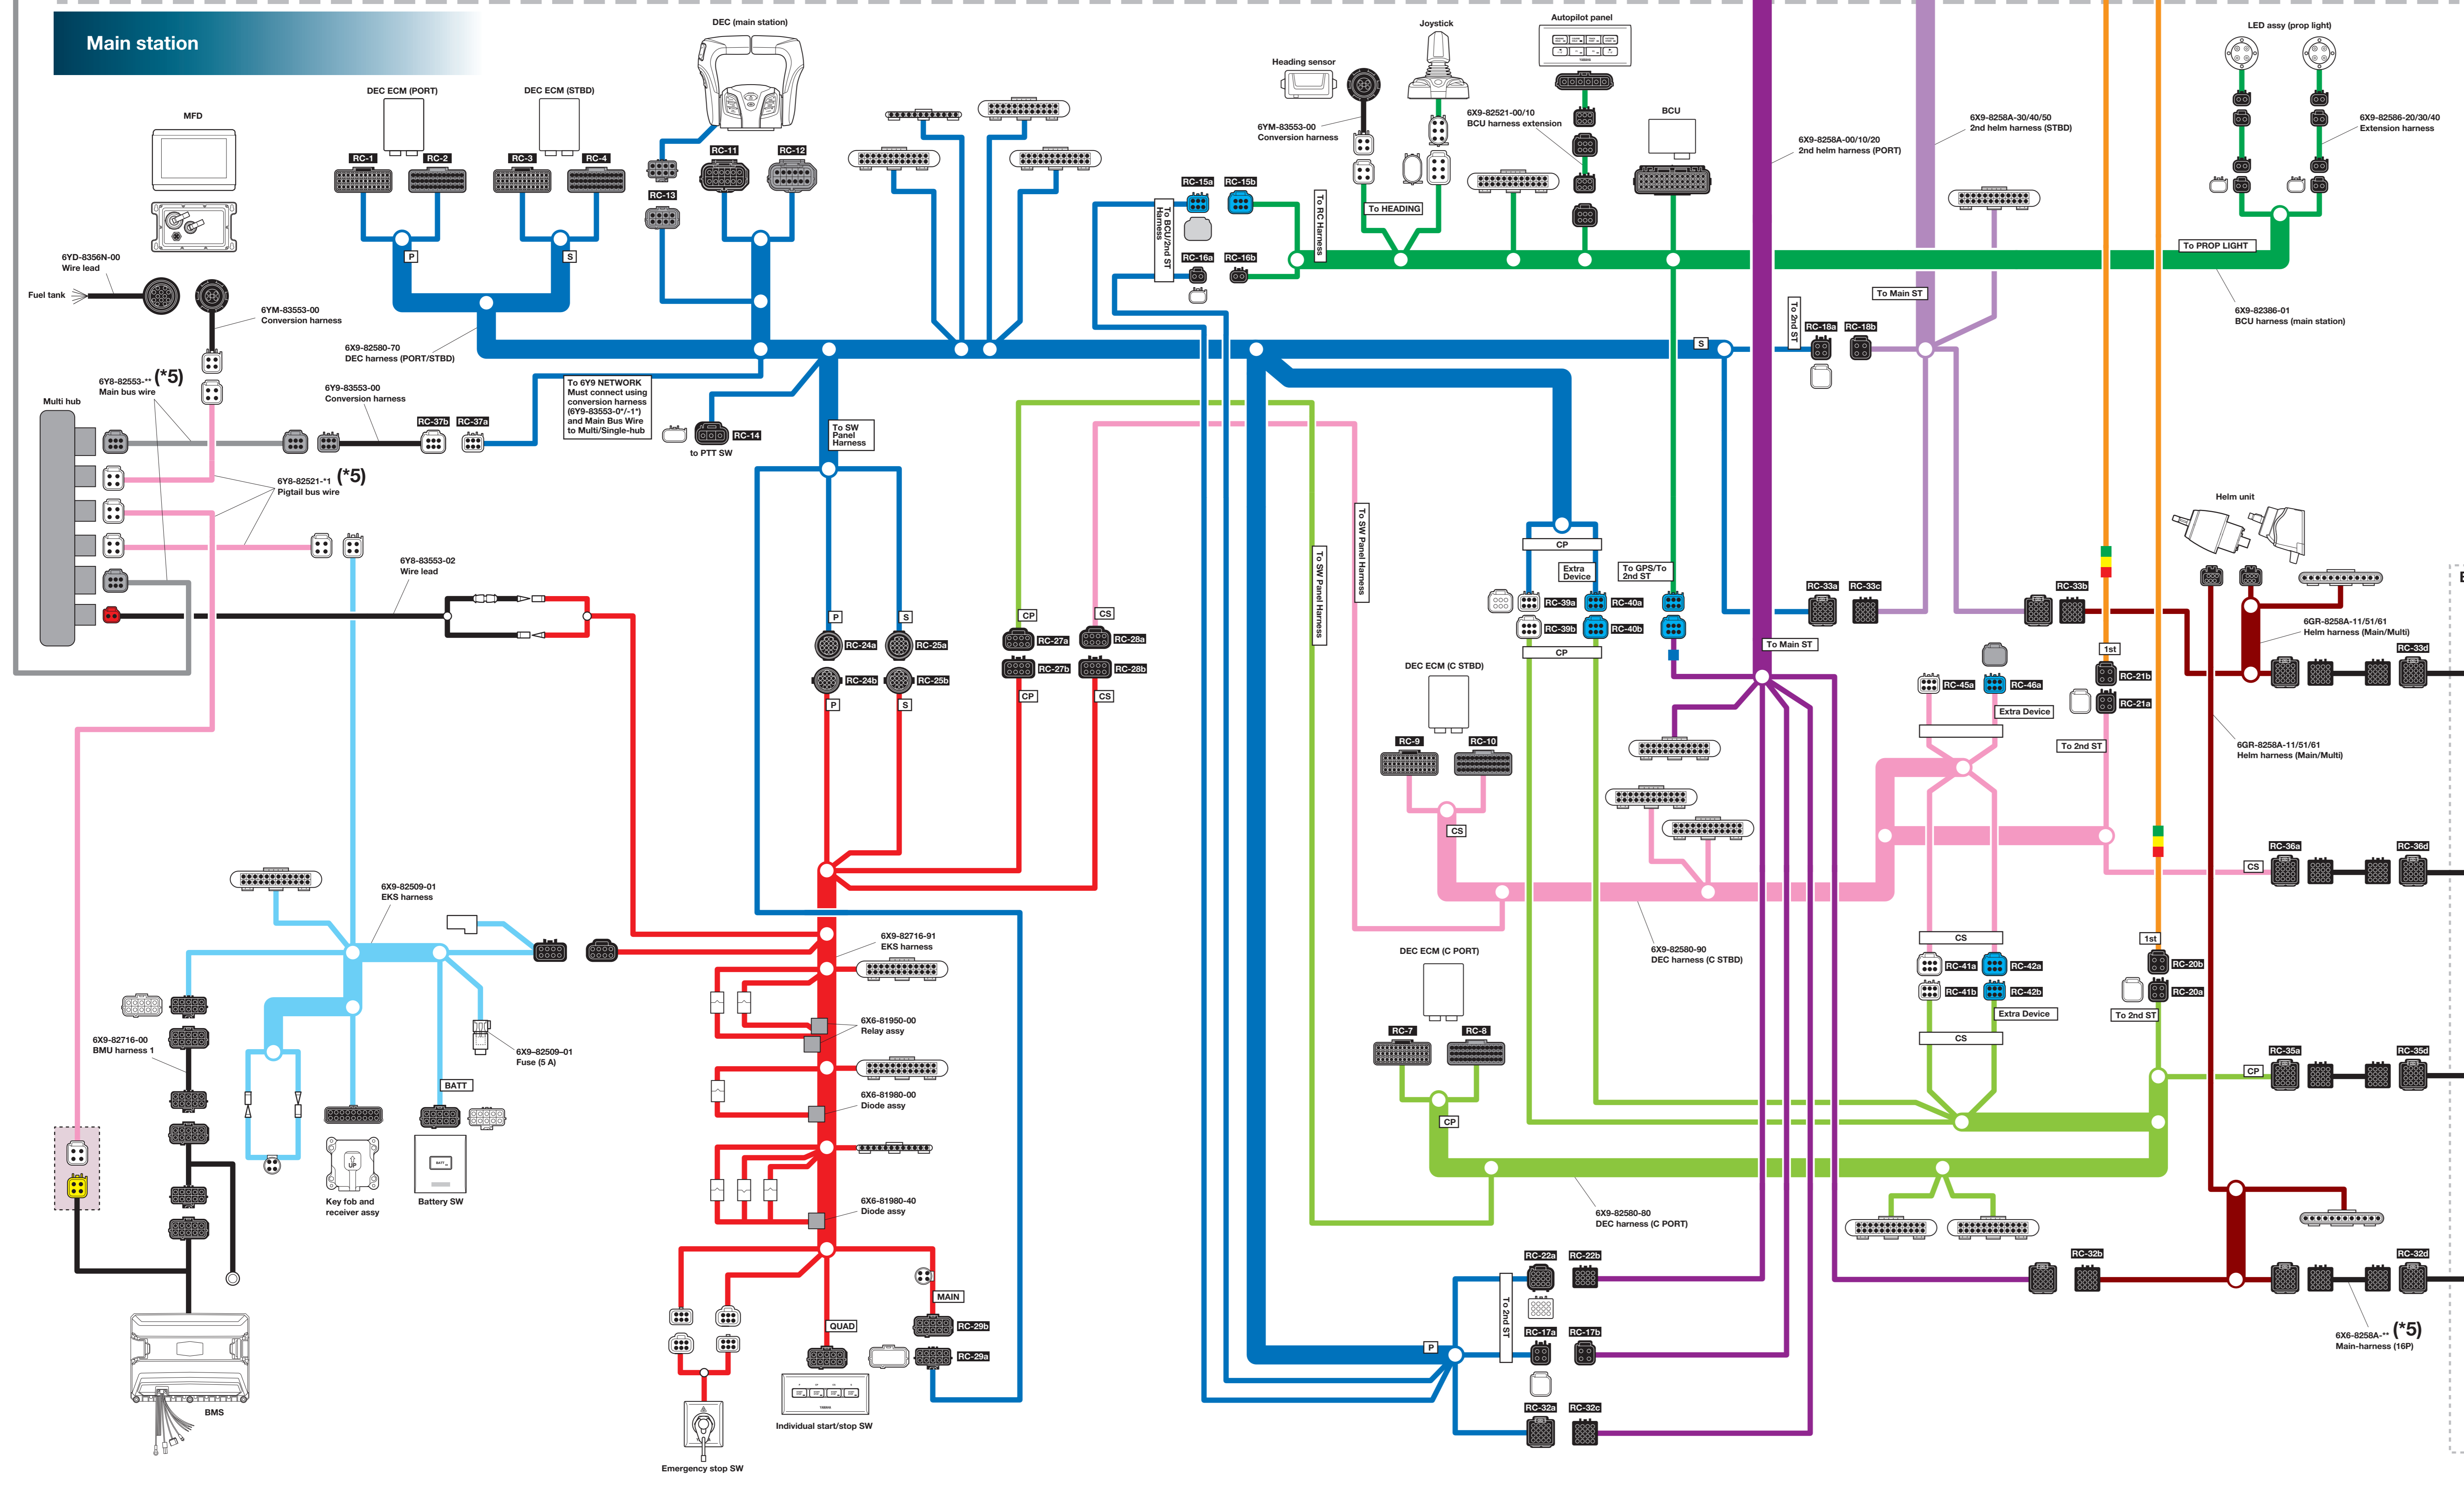 Main station
DEC (main station)
Joystick
Autopilot panel
LED assy (prop light)
Heading sensor
DEC ECM (PORT)
DEC ECM (STBD)
MFD
6X9-82521-00/10
BCU harness extension
BCU
6X9-8258A-30/40/50
2nd helm harness (STBD)
6X9-82586-20/30/40
Extension harness
6YM-83553-00
Conversion harness
6X9-8258A-00/10/20
2nd helm harness (PORT)
RC-1
RC-2
RC-3
RC-4
RC-11
RC-12
RC-13
RC-15a
RC-15b
To BCU/2nd ST
Harness
To RC Harness
To HEADING
RC-16a
RC-16b
To PROP LIGHT
P
S
6YD-8356N-00
Wire lead
Fuel tank
6YM-83553-00
Conversion harness
To Main ST
To 2nd ST
RC-18a
RC-18b
6X9-82386-01
BCU harness (main station)
6X9-82580-70
DEC harness (PORT/STBD)
S
6Y8-82553-** (*5)
Main bus wire
6Y9-83553-00
Conversion harness
To 6Y9 NETWORK
Must connect using
conversion harness
(6Y9-83553-0*/-1*)
and Main Bus Wire
to Multi/Single-hub
Multi hub
RC-37b
RC-37a
RC-14
to PTT SW
To SW
Panel
Harness
6Y8-82521-*1 (*5)
Pigtail bus wire
To SW Panel Harness
To SW Panel Harness
Helm unit
CP
Extra
Device
To GPS/To
2nd ST
6Y8-83553-02
Wire lead
RC-39a
RC-40a
RC-39b
RC-40b
CP
RC-33a
RC-33c
RC-33b
6GR-8258A-11/51/61
Helm harness (Main/Multi)
P
S
CP
CS
RC-24a
RC-25a
RC-27a
RC-28a
RC-24b
RC-25b
RC-27b
RC-28b
P
S
CP
CS
To Main ST
1st
RC-33d
DEC ECM (C STBD)
RC-45a
RC-46a
RC-21b
RC-21a
Extra Device
To 2nd ST
RC-9
RC-10
6GR-8258A-11/51/61
Helm harness (Main/Multi)
CS
CS
RC-36a
RC-36d
6X9-82509-01
EKS harness
6X9-82716-91
EKS harness
DEC ECM (C PORT)
6X9-82580-90
DEC harness (C STBD)
CS
1st
RC-41a
RC-42a
RC-20b
RC-41b
RC-42b
RC-20a
Extra Device
To 2nd ST
6X6-81950-00
Relay assy
RC-7
RC-8
CS
6X9-82716-00
BMU harness 1
6X9-82509-01
Fuse (5 A)
RC-35a
RC-35d
CP
BATT
6X6-81980-00
Diode assy
CP
UP
BATT
Key fob and
receiver assy
Battery SW
6X6-81980-40
Diode assy
6X9-82580-80
DEC harness (C PORT)
RC-22a
RC-22b
RC-32b
RC-32d
MAIN
To 2nd ST
QUAD
RC-29b
RC-29a
RC-17a
RC-17b
P
6X6-8258A-** (*5)
Main-harness (16P)
BMS
Individual start/stop SW
RC-32a
RC-32c
Emergency stop SW